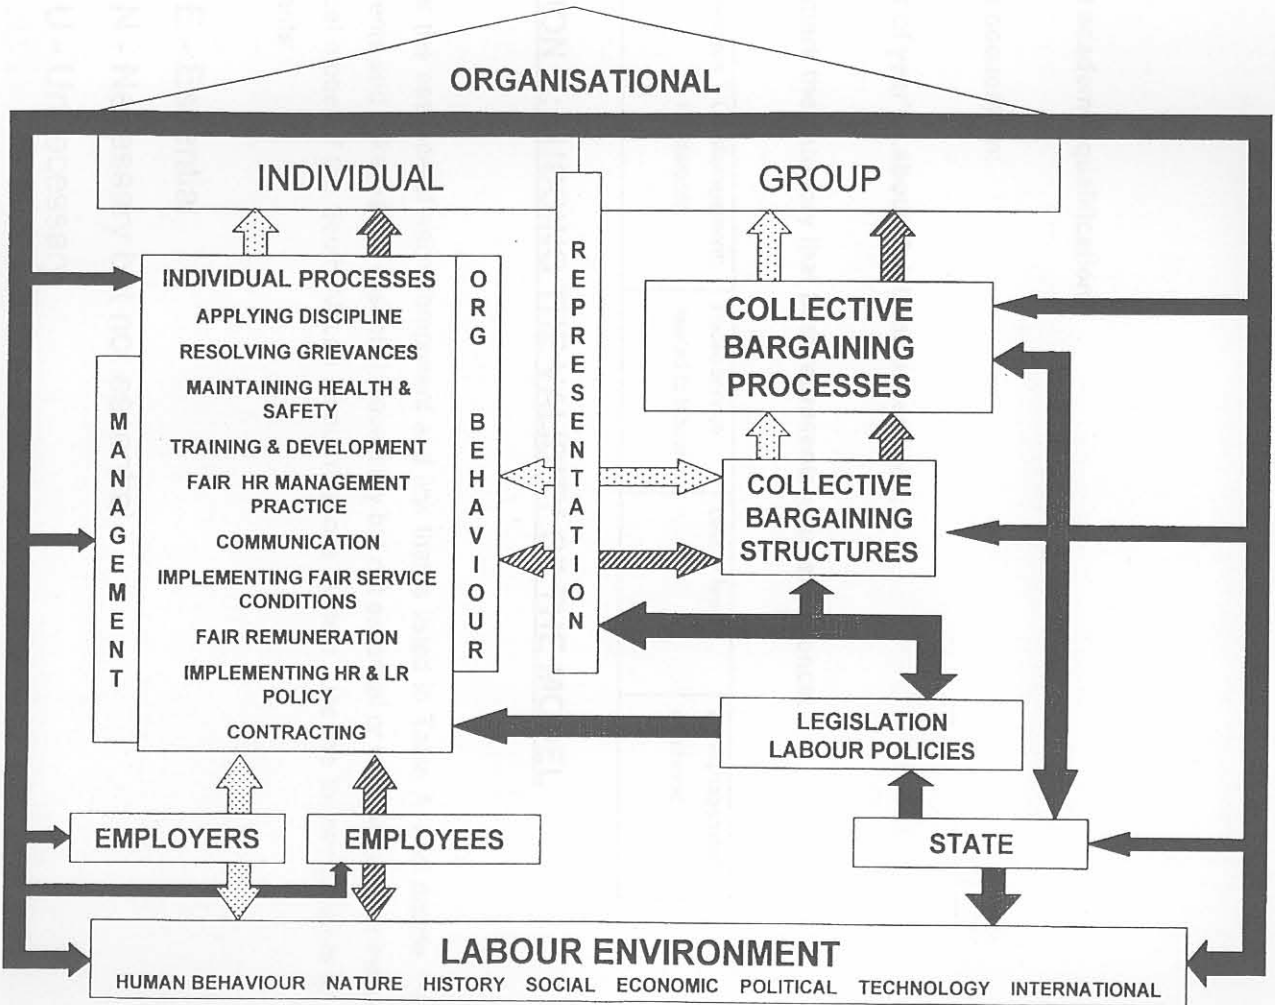 ORGANISATIONAL
INDIVIDUAL
GROUP
REPRESENTATION
INDIVIDUAL PROCESSES
APPLYING DISCIPLINE
RESOLVING GRIEVANCES
MAINTAINING HEALTH &
SAFETY
TRAINING & DEVELOPMENT
FAIR HR MANAGEMENT
PRACTICE
COMMUNICATION
IMPLEMENTING FAIR SERVICE
CONDITIONS
FAIR REMUNERATION
IMPLEMENTING HR & LR
POLICY
CONTRACTING
MANAGEMENT
ORG BEHAVIOUR
COLLECTIVE
BARGAINING
PROCESSES
COLLECTIVE
BARGAINING
STRUCTURES
LEGISLATION
LABOUR POLICIES
EMPLOYERS
EMPLOYEES
STATE
LABOUR ENVIRONMENT
HUMAN BEHAVIOUR NATURE HISTORY SOCIAL ECONOMIC POLITICAL TECHNOLOGY INTERNATIONAL